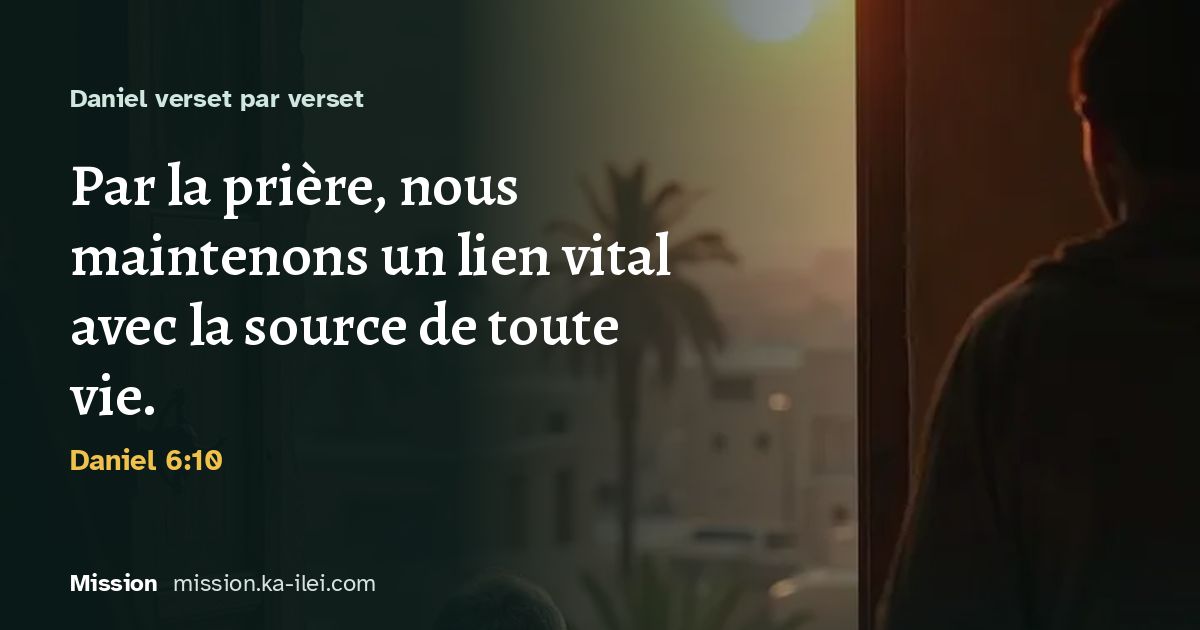 Daniel verset par verset
Par la prière, nous
maintenons un lien vital
avec la source de toute
vie.
Daniel 6:10
Mission mission.ka-ilei.com